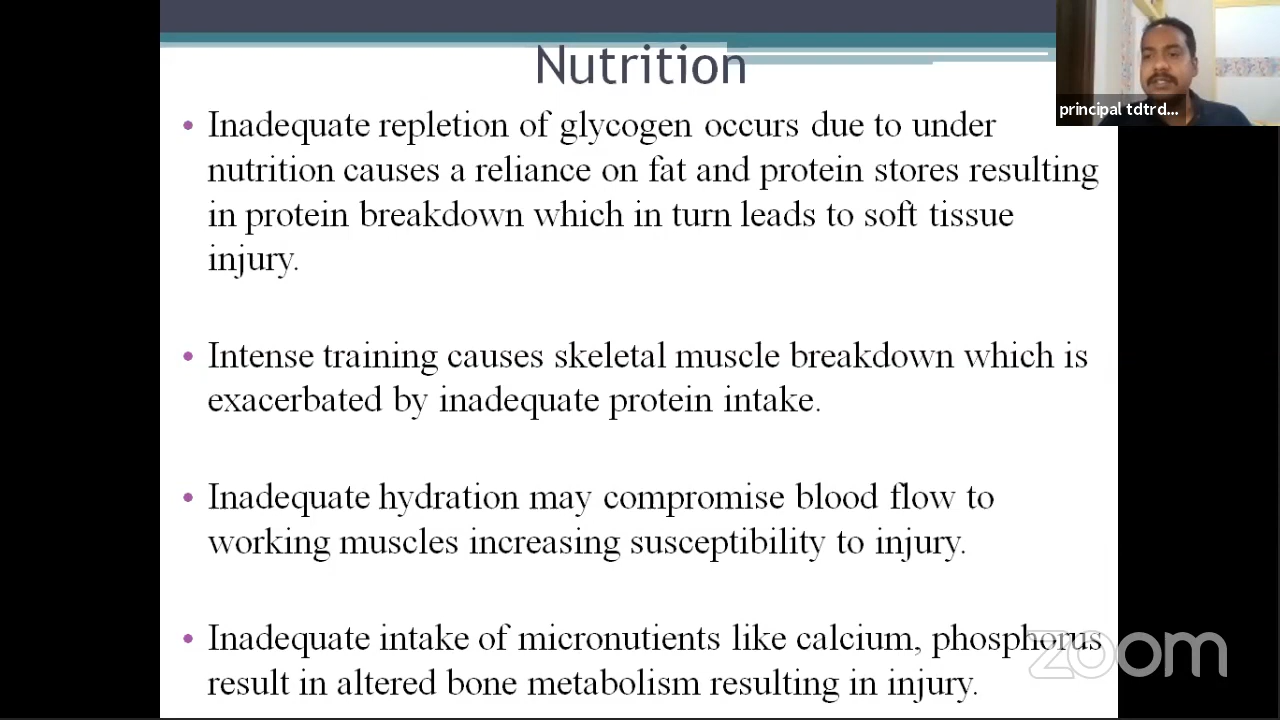 Nutrition
principal tdtrd...
• Inadequate repletion of glycogen occurs due to under
nutrition causes a reliance on fat and protein stores resulting
in protein breakdown which in turn leads to soft tissue
injury.
• Intense training causes skeletal muscle breakdown which is
exacerbated by inadequate protein intake.
• Inadequate hydration may compromise blood flow to
working muscles increasing susceptibility to injury.
• Inadequate intake of micronutients like calcium, phosphorus
result in altered bone metabolism resulting in injury.
zoom